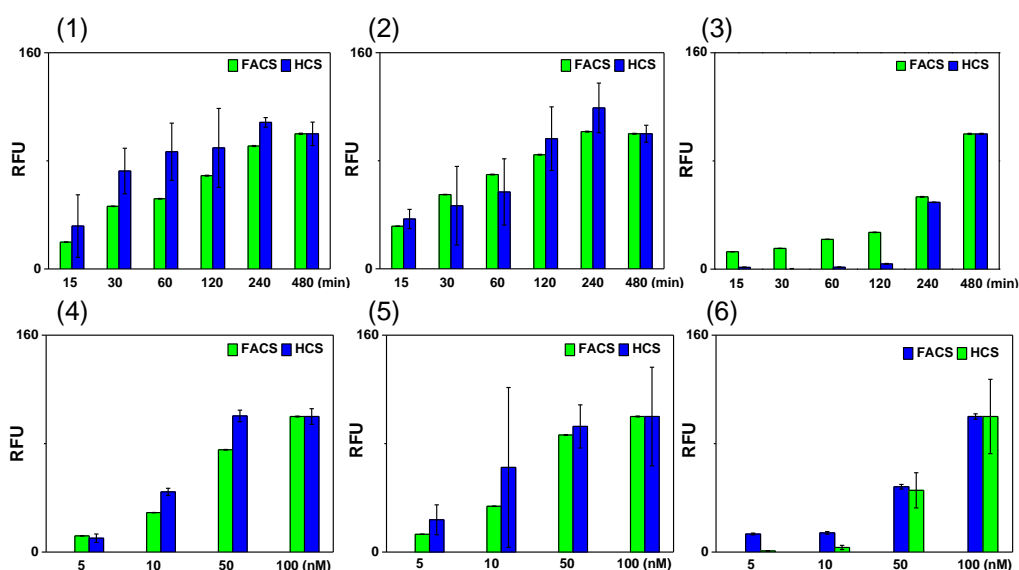 (1)
160
FACS HCS
RFU
0
15 30 60 120 240 480 (min)
(2)
160
FACS HCS
RFU
0
15 30 60 120 240 480 (min)
(3)
160
FACS HCS
RFU
0
15 30 60 120 240 480 (min)
(4)
160
FACS HCS
RFU
0
5 10 50 100 (nM)
(5)
160
FACS HCS
RFU
0
5 10 50 100 (nM)
(6)
160
FACS HCS
RFU
0
5 10 50 100 (nM)